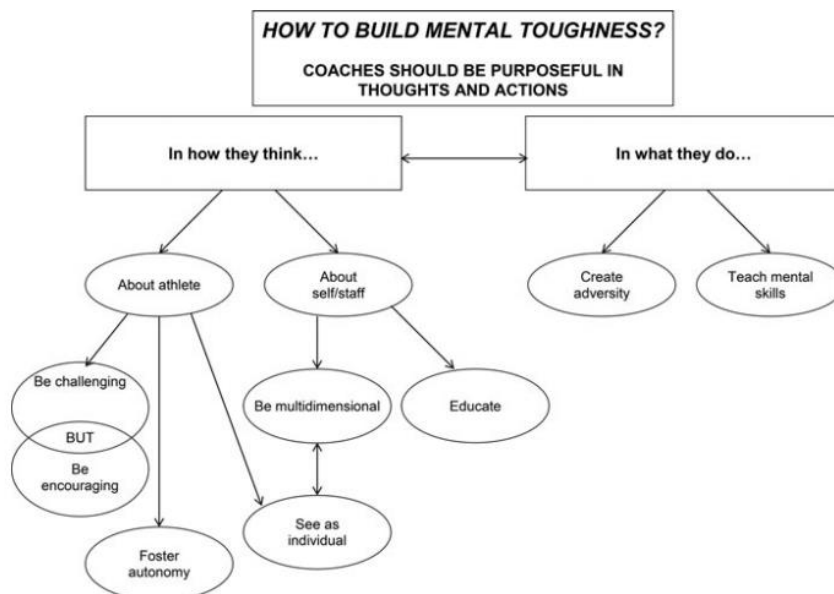 HOW TO BUILD MENTAL TOUGHNESS?
COACHES SHOULD BE PURPOSEFUL IN
THOUGHTS AND ACTIONS
In how they think…
In what they do…
About athlete
About
self/staff
Create
adversity
Teach mental
skills
Be challenging
BUT
Be
encouraging
Be multidimensional
Educate
See as
individual
Foster
autonomy